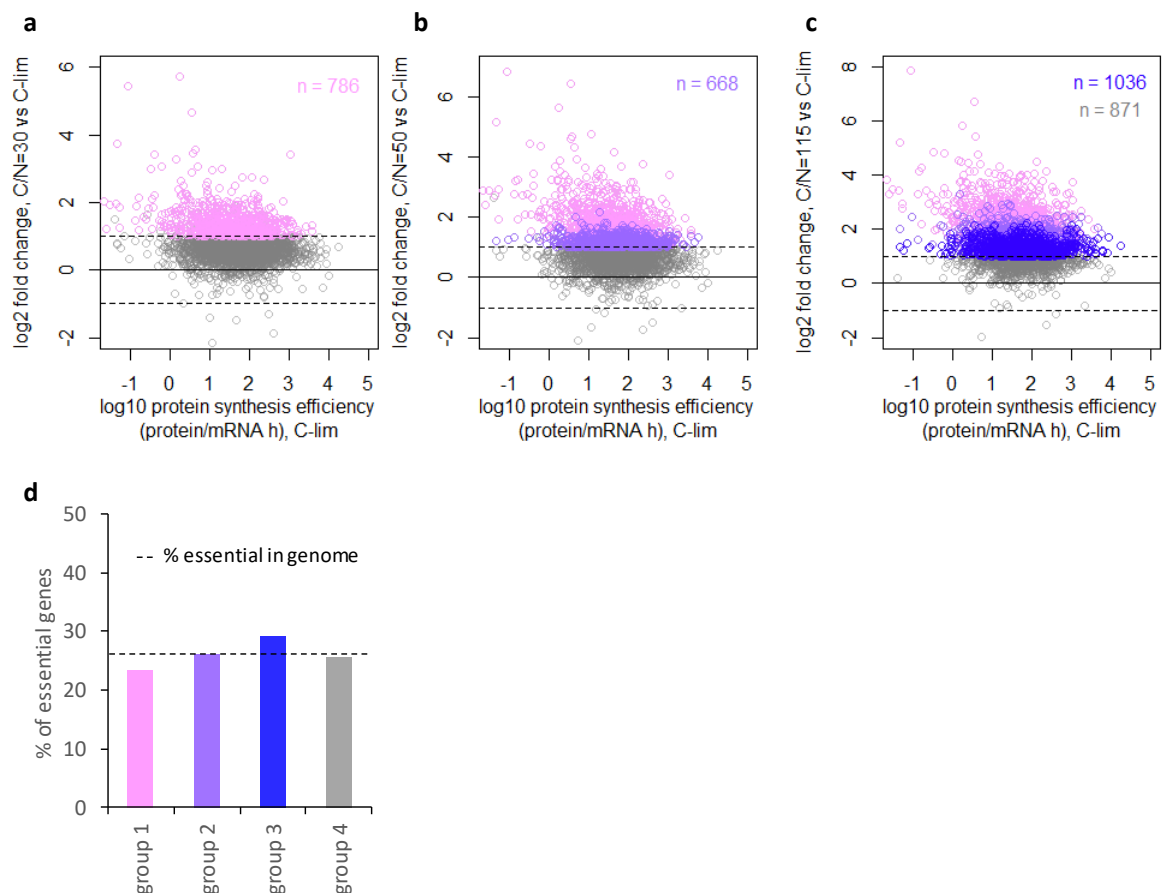 a
log2 fold change, C/N=30 vs C-lim
6
4
2
0
-2
n = 786
-1 0 1 2 3 4 5
log10 protein synthesis efficiency
(protein/mRNA h), C-lim
b
log2 fold change, C/N=50 vs C-lim
6
4
2
0
-2
n = 668
-1 0 1 2 3 4 5
log10 protein synthesis efficiency
(protein/mRNA h), C-lim
c
log2 fold change, C/N=115 vs C-lim
8
6
4
2
0
-2
n = 1036
n = 871
-1 0 1 2 3 4 5
log10 protein synthesis efficiency
(protein/mRNA h), C-lim
d
% of essential genes
50
40
30
20
10
0
-- % essential in genome
group 1
group 2
group 3
group 4